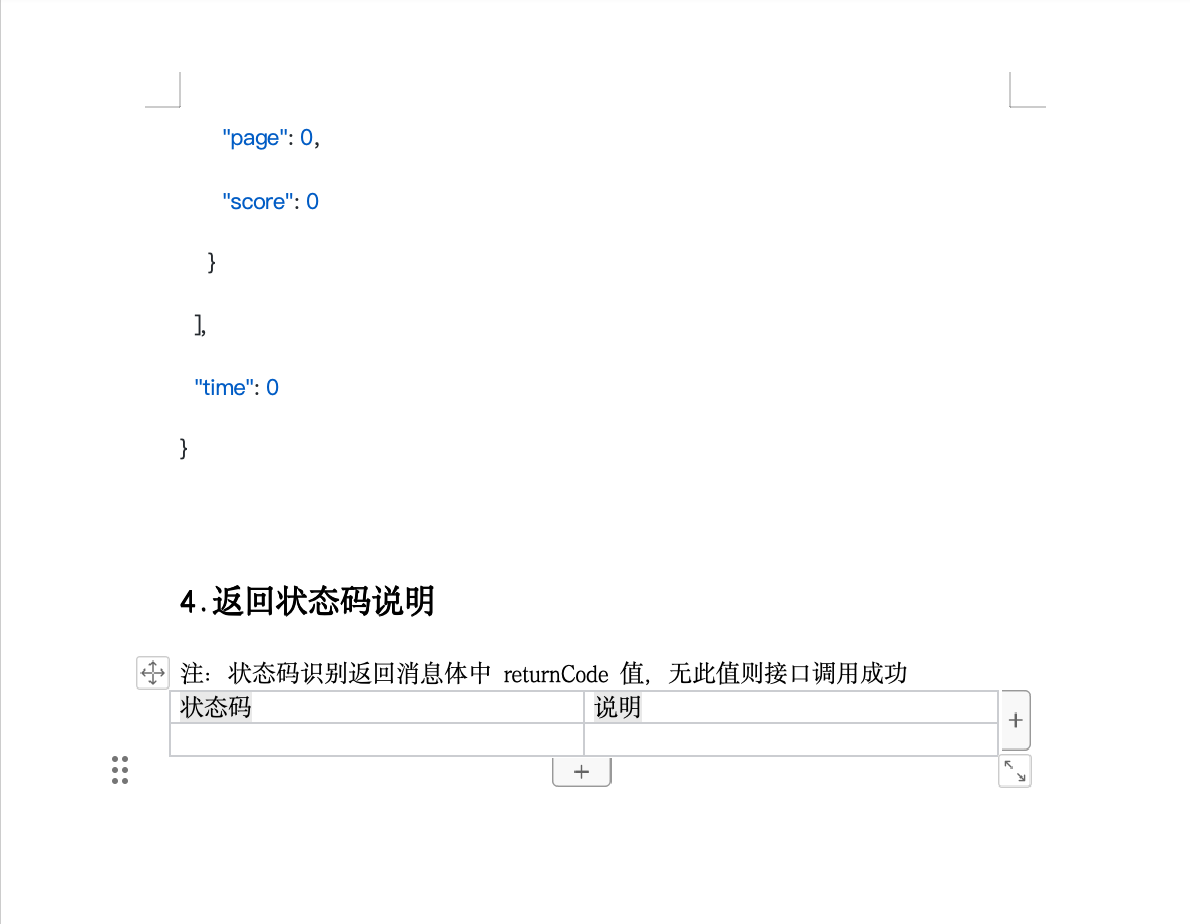 "page": 0,
"score": 0
}
],
"time": 0
}
4.返回状态码说明
注：状态码识别返回消息体中 returnCode 值，无此值则接口调用成功
状态码 说明